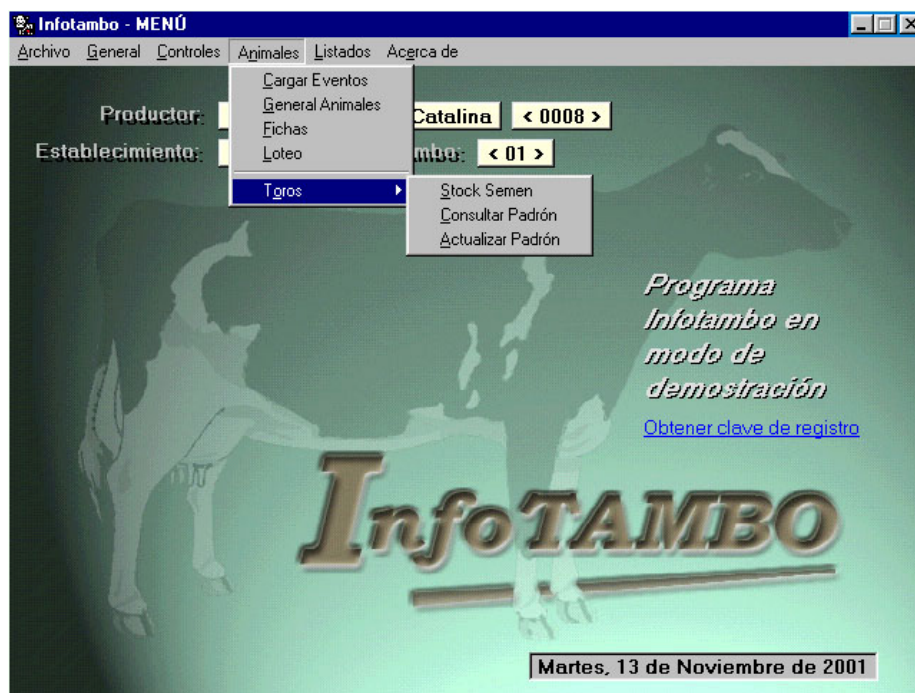 Infotambo - MENÚ
Archivo General Controles Animales Listados Acerca de
Cargar Eventos
General Animales
Fichas
Loteo
Toros
Stock Semen
Consultar Padrón
Actualizar Padrón
Productor: Catalina < 0008 >
Establecimiento: < 01 >
Programa
Infotambo en
modo de
demostración
Obtener clave de registro
InfoTAMBO
Martes, 13 de Noviembre de 2001